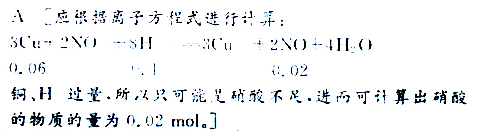 A [应根据离子方程式进行计算:
3Cu+2NO +8H 3Cu +2NO+4H₂O
0.06 0.1 0.02
铜、H 过量,所以只可能是硝酸不足,进而可计算出硝酸
的物质的量为 0.02 mol。]